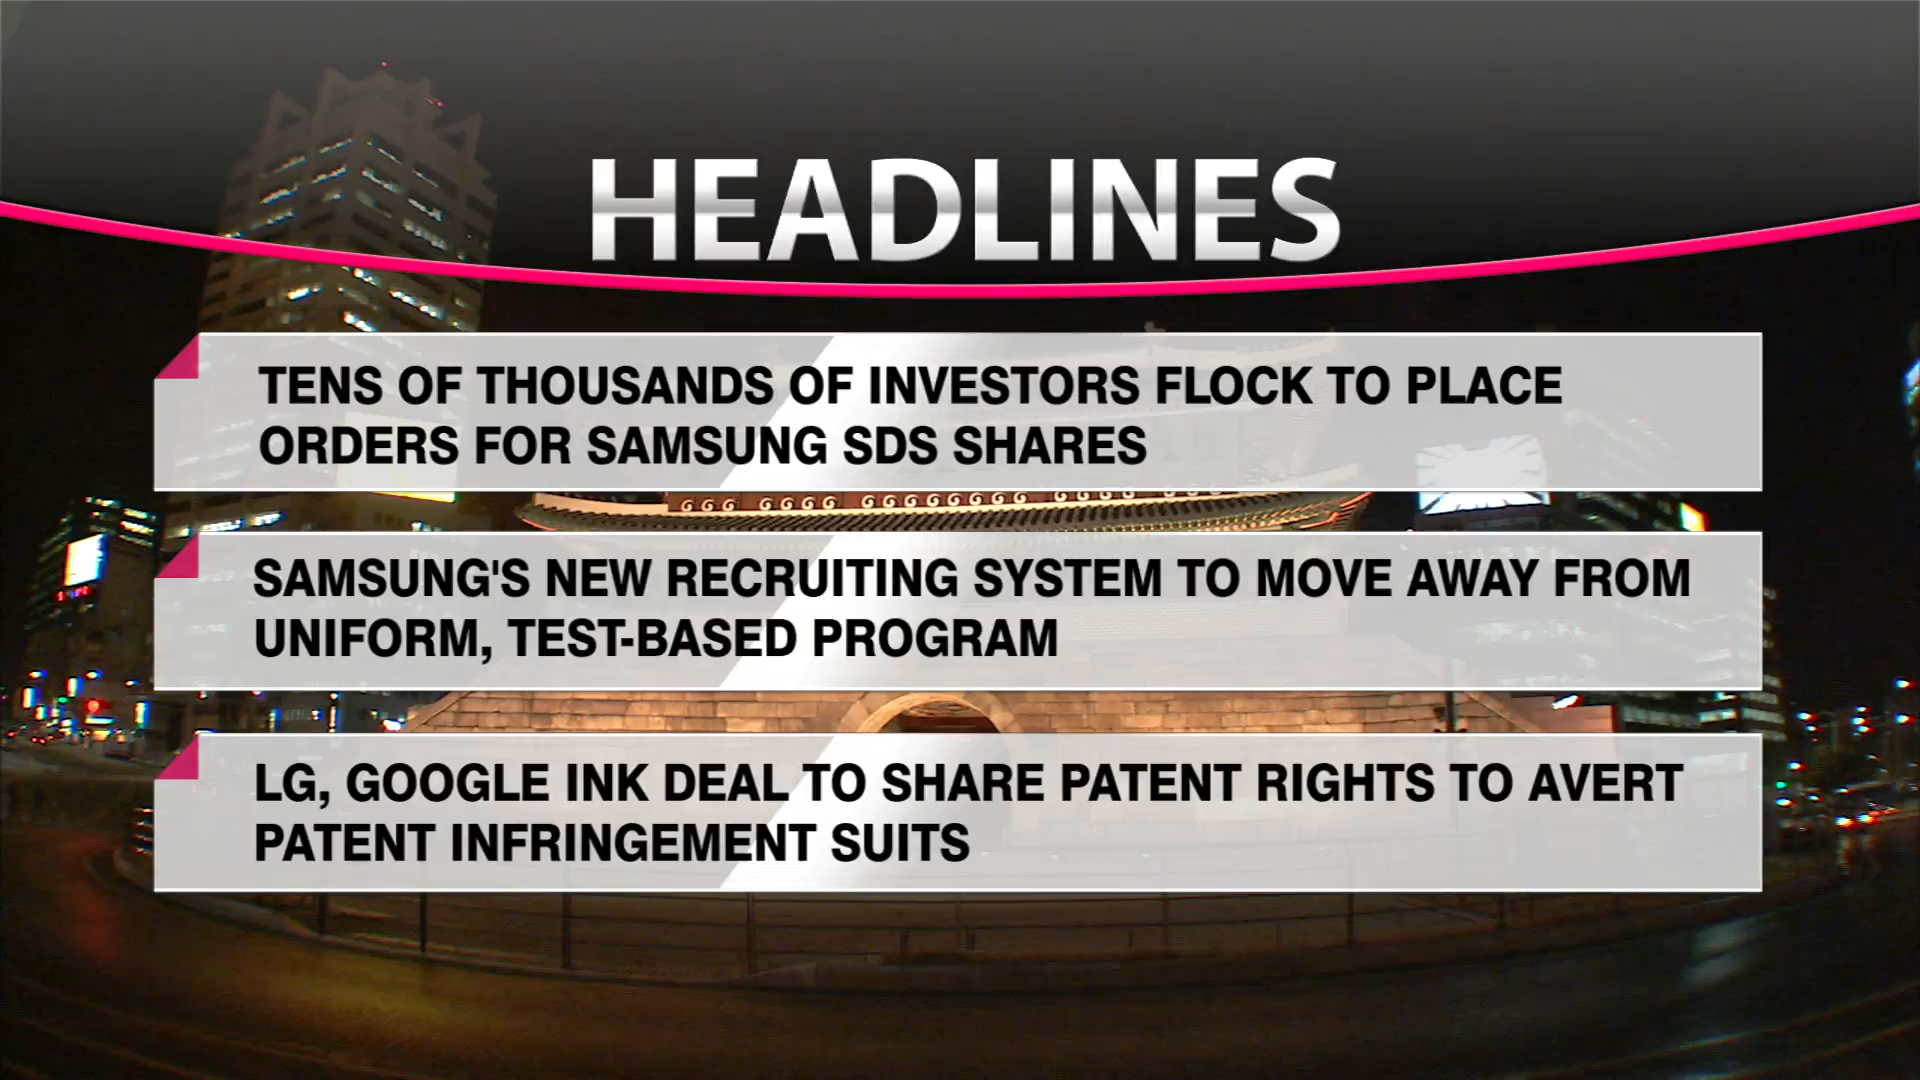 HEADLINES
TENS OF THOUSANDS OF INVESTORS FLOCK TO PLACE
ORDERS FOR SAMSUNG SDS SHARES
SAMSUNG'S NEW RECRUITING SYSTEM TO MOVE AWAY FROM
UNIFORM, TEST-BASED PROGRAM
LG, GOOGLE INK DEAL TO SHARE PATENT RIGHTS TO AVERT
PATENT INFRINGEMENT SUITS